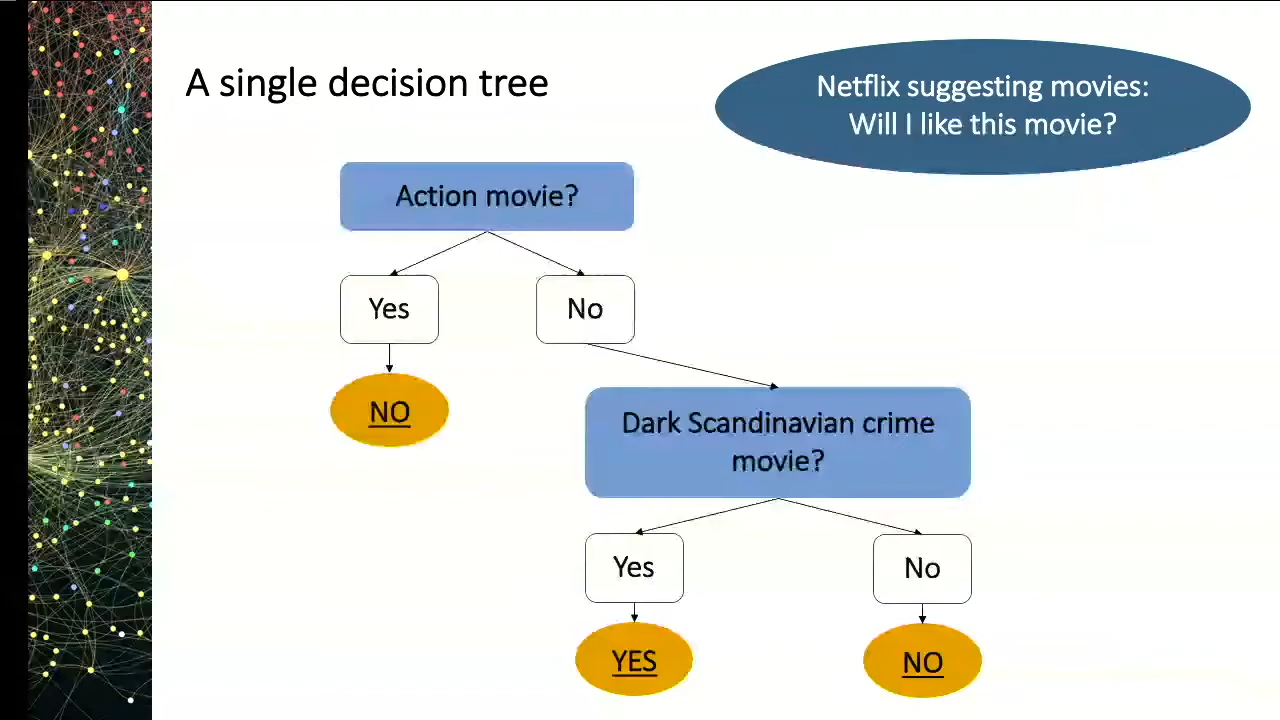 A single decision tree
Netflix suggesting movies:
Will I like this movie?
Action movie?
Yes
No
NO
Dark Scandinavian crime
movie?
Yes
No
YES
NO